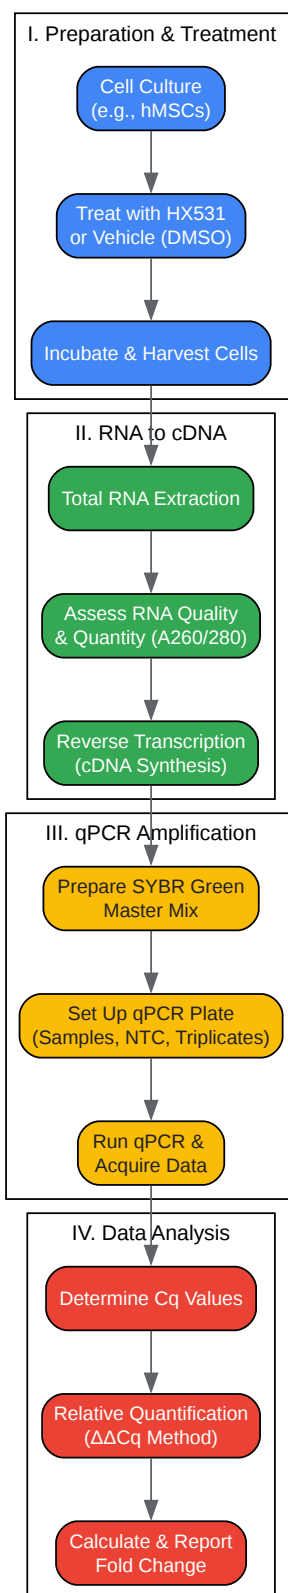 I. Preparation & Treatment
Cell Culture
(e.g., hMSCs)
Treat with HX531
or Vehicle (DMSO)
Incubate & Harvest Cells
II. RNA to cDNA
Total RNA Extraction
Assess RNA Quality
& Quantity (A260/280)
Reverse Transcription
(cDNA Synthesis)
III. qPCR Amplification
Prepare SYBR Green
Master Mix
Set Up qPCR Plate
(Samples, NTC, Triplicates)
Run qPCR &
Acquire Data
IV. Data Analysis
Determine Cq Values
Relative Quantification
(ΔΔCq Method)
Calculate & Report
Fold Change